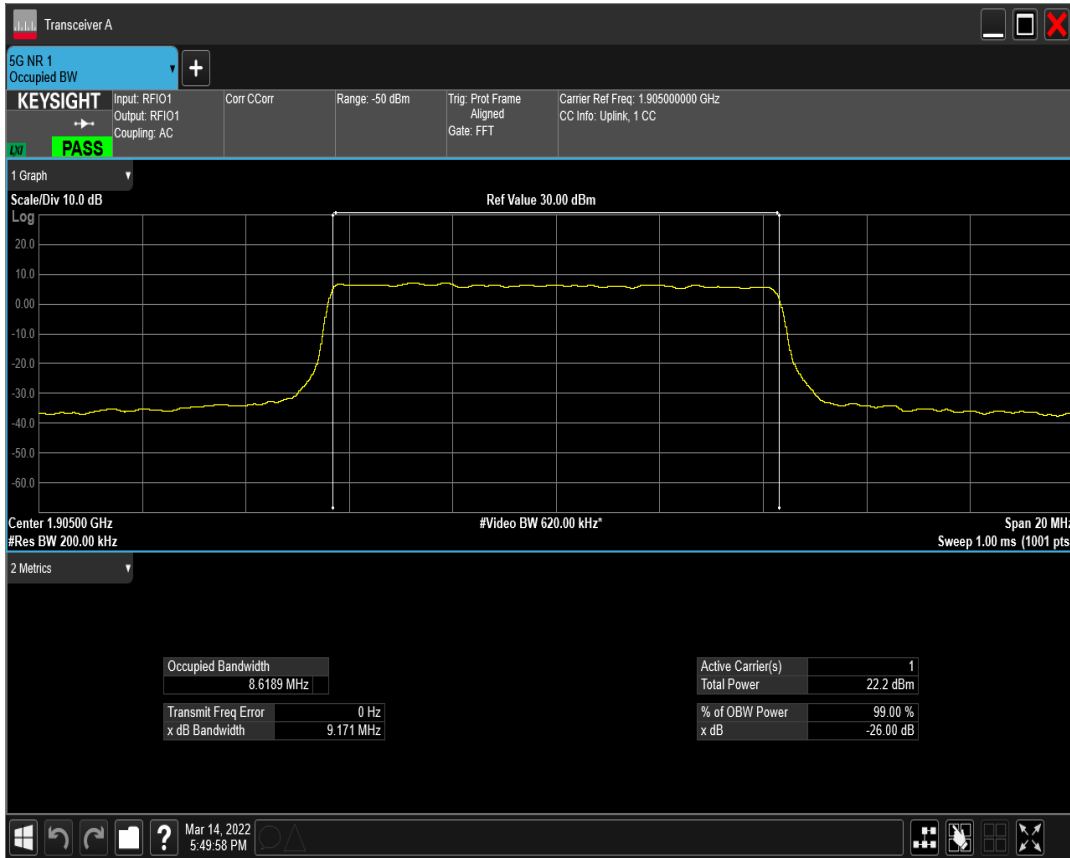 Transceiver A
5G NR 1
Occupied BW
+
KEYSIGHT
LXI
PASS
Input: RFIO1
Output: RFIO1
Coupling: AC
Corr CCorr
Range: -50 dBm
Trig: Prot Frame
Aligned
Gate: FFT
Carrier Ref Freq: 1.905000000 GHz
CC Info: Uplink, 1 CC
1 Graph
Scale/Div 10.0 dB
Ref Value 30.00 dBm
Log
20.0
10.0
0.00
-10.0
-20.0
-30.0
-40.0
-50.0
-60.0
Center 1.90500 GHz
#Video BW 620.00 kHz*
Span 20 MHz
#Res BW 200.00 kHz
Sweep 1.00 ms (1001 pts
2 Metrics
Occupied Bandwidth
8.6189 MHz
Transmit Freq Error 0 Hz
x dB Bandwidth 9.171 MHz
Active Carrier(s) 1
Total Power 22.2 dBm
% of OBW Power 99.00 %
x dB -26.00 dB
?
Mar 14, 2022
5:49:58 PM